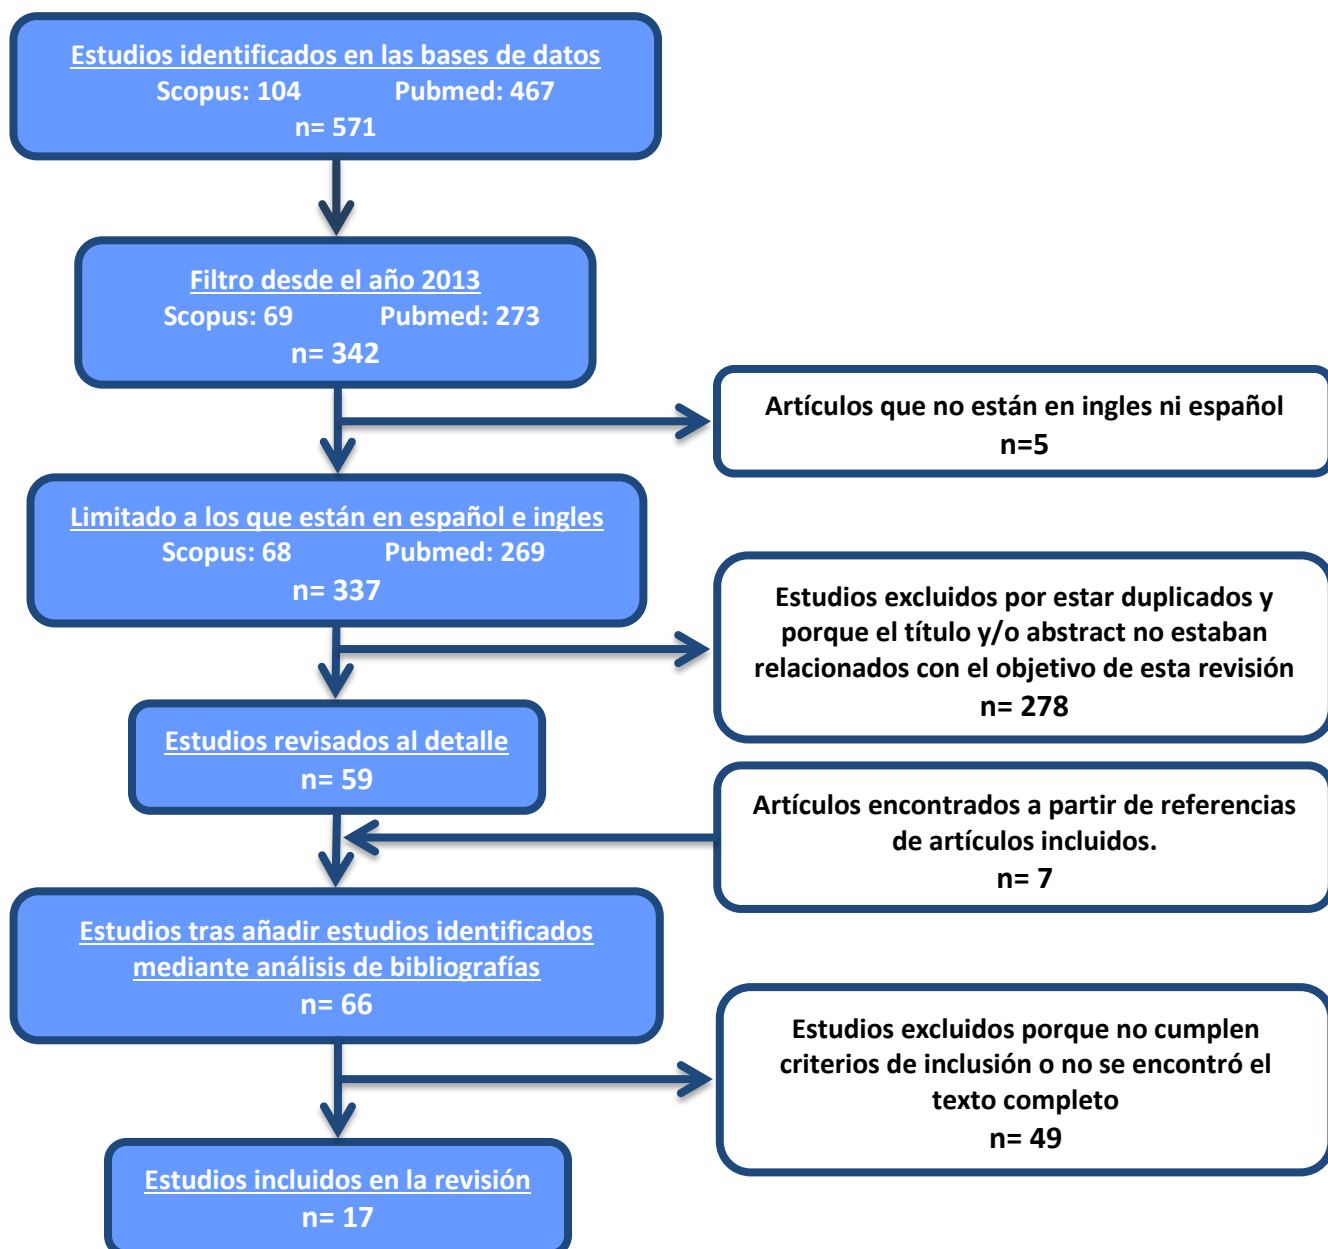 Estudios identificados en las bases de datos
Scopus: 104 Pubmed: 467
n= 571
Filtro desde el año 2013
Scopus: 69 Pubmed: 273
n= 342
Artículos que no están en ingles ni español
n=5
Limitado a los que están en español e ingles
Scopus: 68 Pubmed: 269
n= 337
Estudios excluidos por estar duplicados y
porque el título y/o abstract no estaban
relacionados con el objetivo de esta revisión
n= 278
Estudios revisados al detalle
n= 59
Artículos encontrados a partir de referencias
de artículos incluidos.
n= 7
Estudios tras añadir estudios identificados
mediante análisis de bibliografías
n= 66
Estudios excluidos porque no cumplen
criterios de inclusión o no se encontró el
texto completo
n= 49
Estudios incluidos en la revisión
n= 17